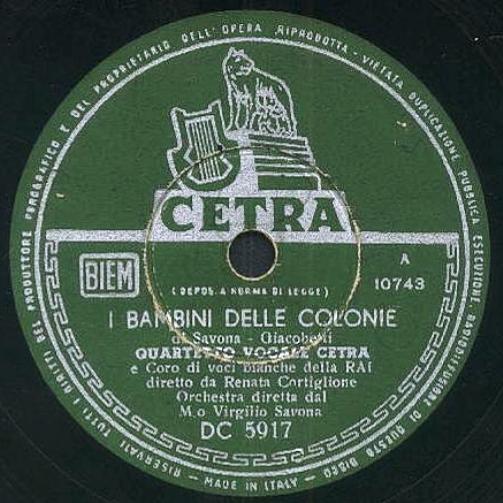 RISERVATI TUTTI I DIRITTI DEL PRODUTTORE FONOGRAFICO E DEL PROPRIETARIO DELL'OPERA RIPRODOTTA - VIETATA DUPLICAZIONE, PUBBLICA ESECUZIONE, RADIODIFFUSIONE DI QUESTO DISCO
CETRA
BIEM
A
10743
(DEPOS. A NORMA DI LEGGE)
I BAMBINI DELLE COLONIE
di Savona - Giacobetti
QUARTETTO VOCALE CETRA
e Coro di voci bianche della RAI
diretto da Renata Cortiglione
Orchestra diretta dal
M.o Virgilio Savona
DC 5917
- MADE IN ITALY -